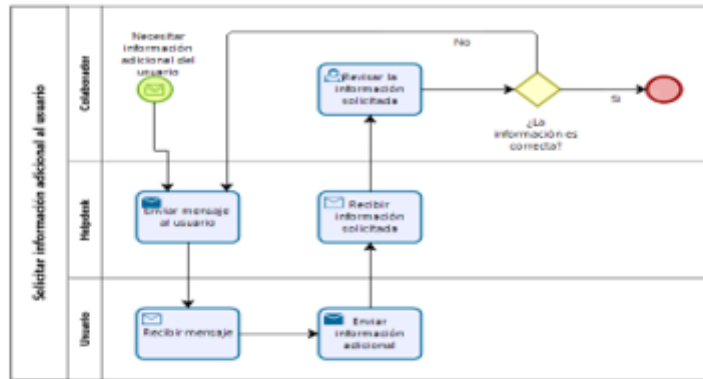 Solicitar información adicional al usuario
Colaborador
Helpdesk
Usuario
Necesitar
información
adicional del
usuario
Revisar la
información
solicitada
No
Si
¿La
información es
correcta?
Enviar mensaje
al usuario
Recibir
información
solicitada
Recibir mensaje
Enviar
información
adicional